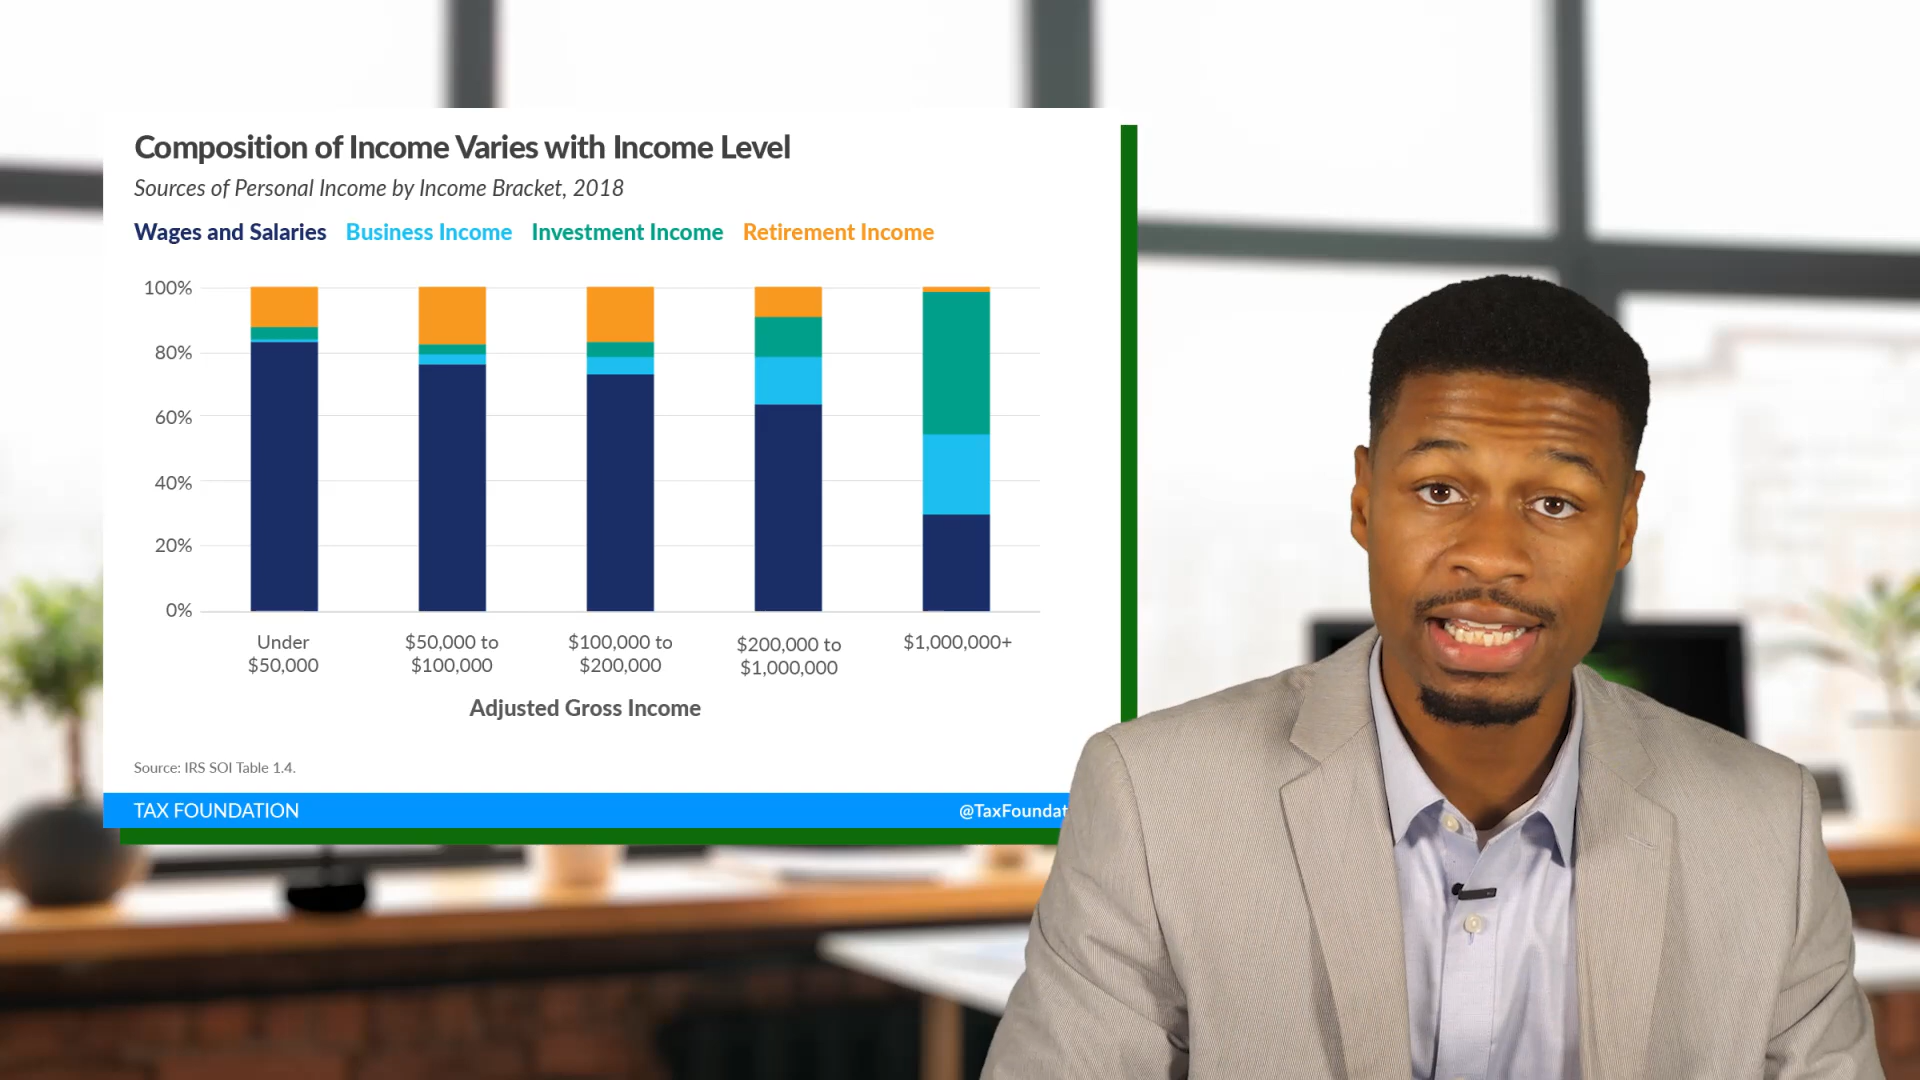 Composition of Income Varies with Income Level
Sources of Personal Income by Income Bracket, 2018
Wages and Salaries Business Income Investment Income Retirement Income
100%
80%
60%
40%
20%
0%
Under $50,000
$50,000 to $100,000
$100,000 to $200,000
$200,000 to $1,000,000
$1,000,000+
Adjusted Gross Income
Source: IRS SOI Table 1.4.
TAX FOUNDATION
@TaxFoundat